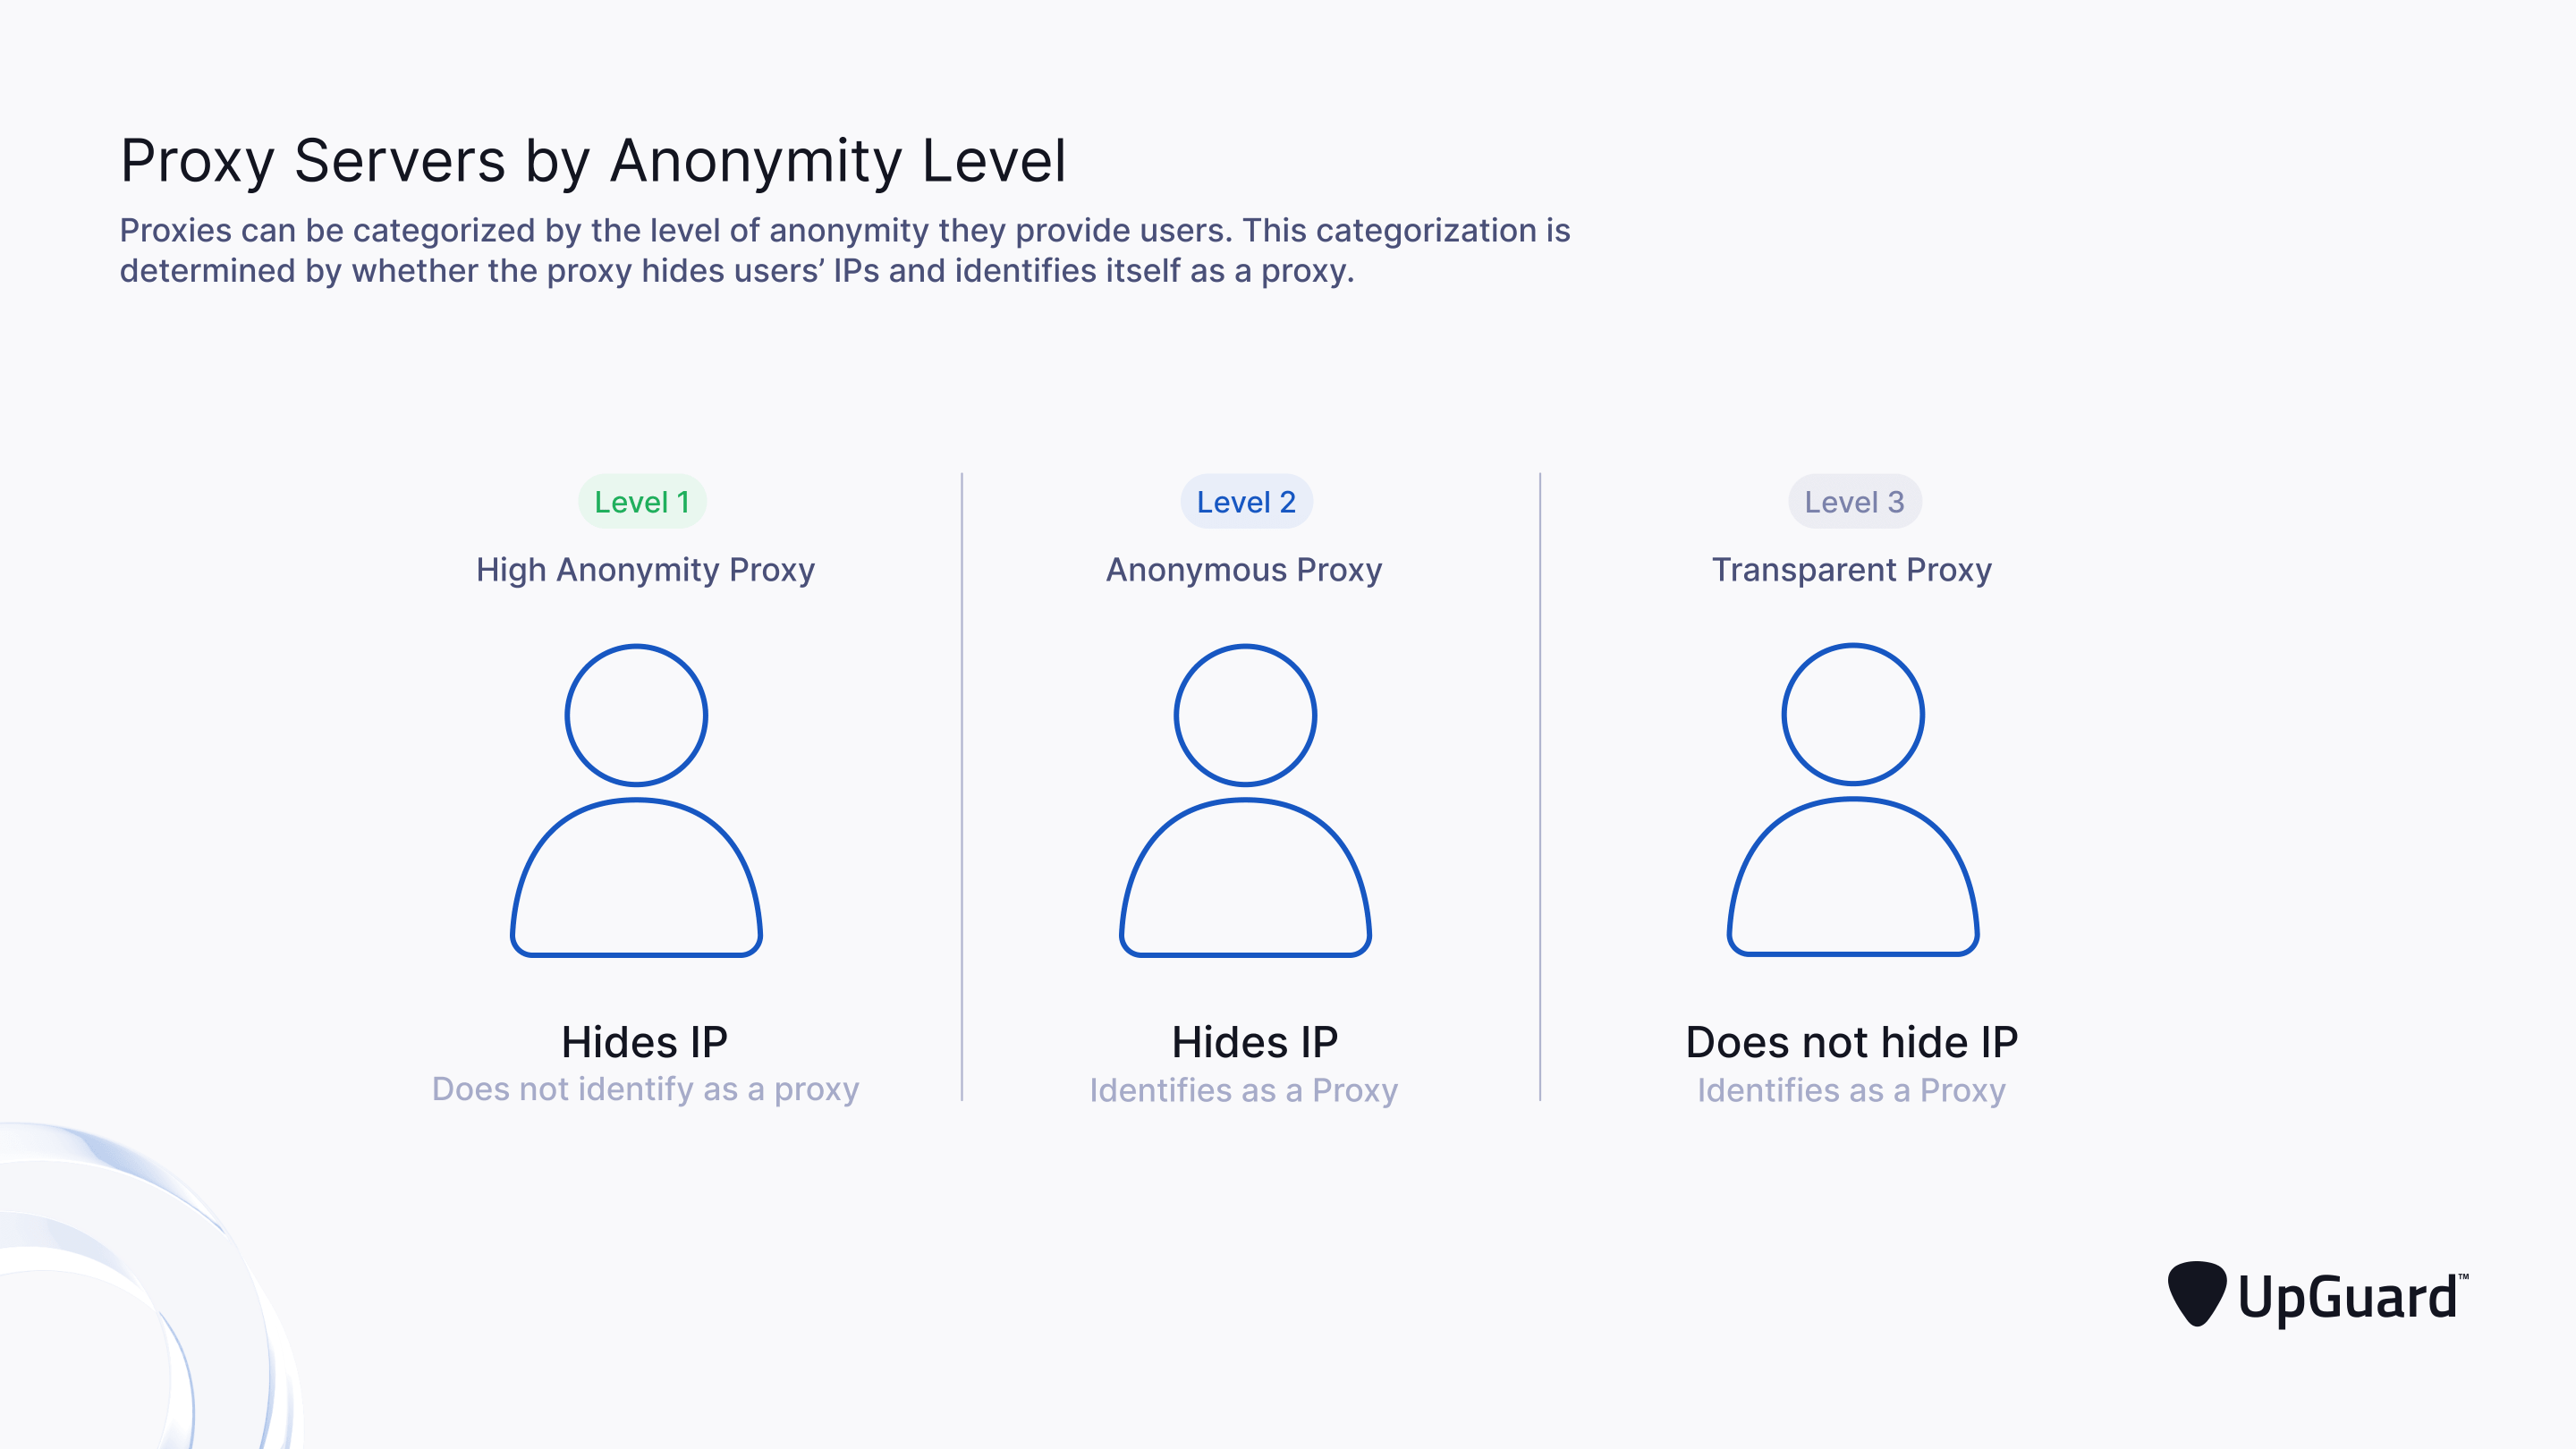 Proxy Servers by Anonymity Level
Proxies can be categorized by the level of anonymity they provide users. This categorization is
determined by whether the proxy hides users’ IPs and identifies itself as a proxy.
Level 1
High Anonymity Proxy
Hides IP
Does not identify as a proxy
Level 2
Anonymous Proxy
Hides IP
Identifies as a Proxy
Level 3
Transparent Proxy
Does not hide IP
Identifies as a Proxy
UpGuard™